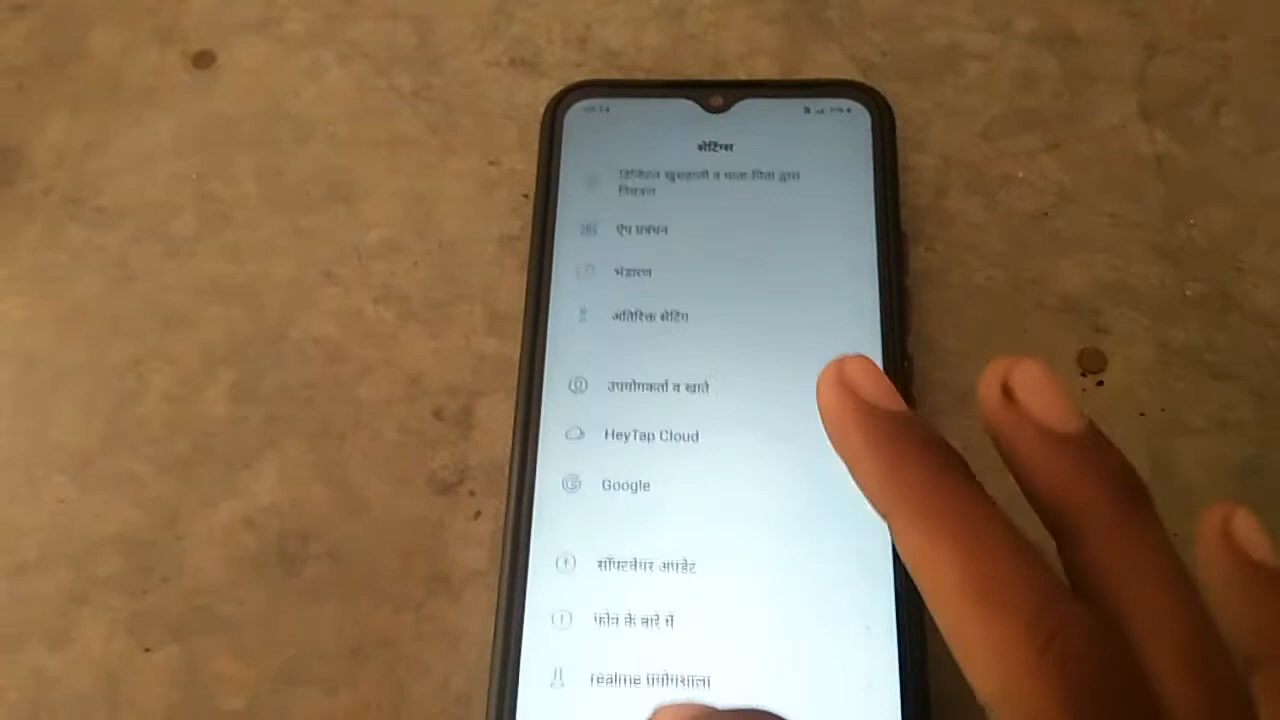 सेटिंग्स
डिजिटल खुशहाली व माता-पिता द्वारा
नियंत्रण
ऐप प्रबंधन
भंडारण
अतिरिक्त सेटिंग
उपयोगकर्ता व खाते
HeyTap Cloud
Google
सॉफ्टवेयर अपडेट
फोन के बारे में
realme प्रयोगशाला